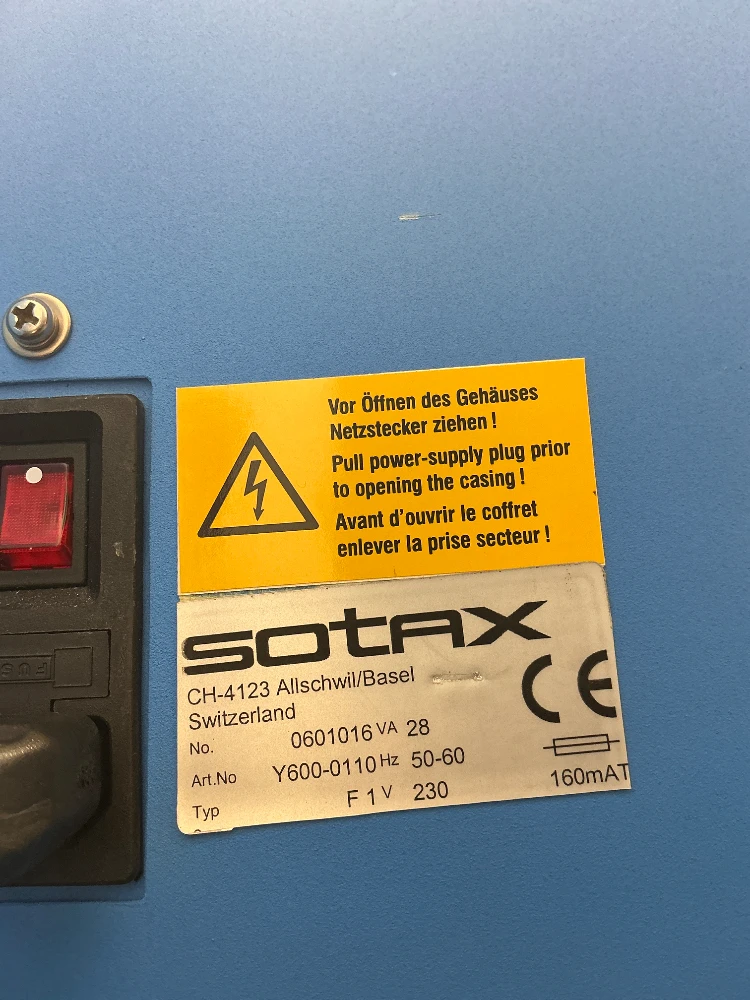 Vor Öffnen des Gehäuses
Netzstecker ziehen !
Pull power-supply plug prior
to opening the casing !
Avant d'ouvrir le coffret
enlever la prise secteur !
sotax
CH-4123 Allschwil/Basel
Switzerland
CE
No. 0601016 VA 28
Art.No Y600-0110 Hz 50-60
Typ F 1 V 230
160mAT
FUSE